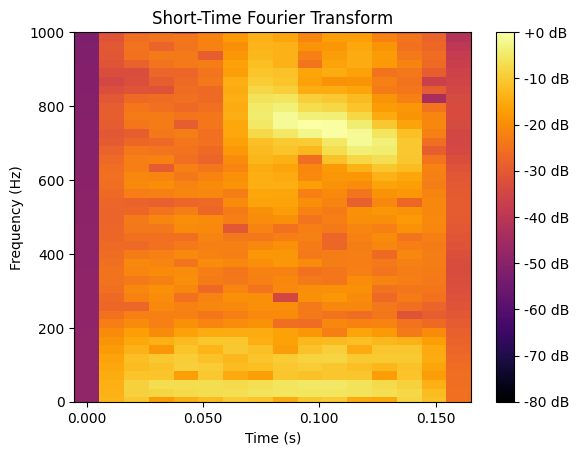 Short-Time Fourier Transform
1000
800
600
400
200
0
Frequency (Hz)
0.000
0.050
0.100
0.150
Time (s)
+0 dB
-10 dB
-20 dB
-30 dB
-40 dB
-50 dB
-60 dB
-70 dB
-80 dB